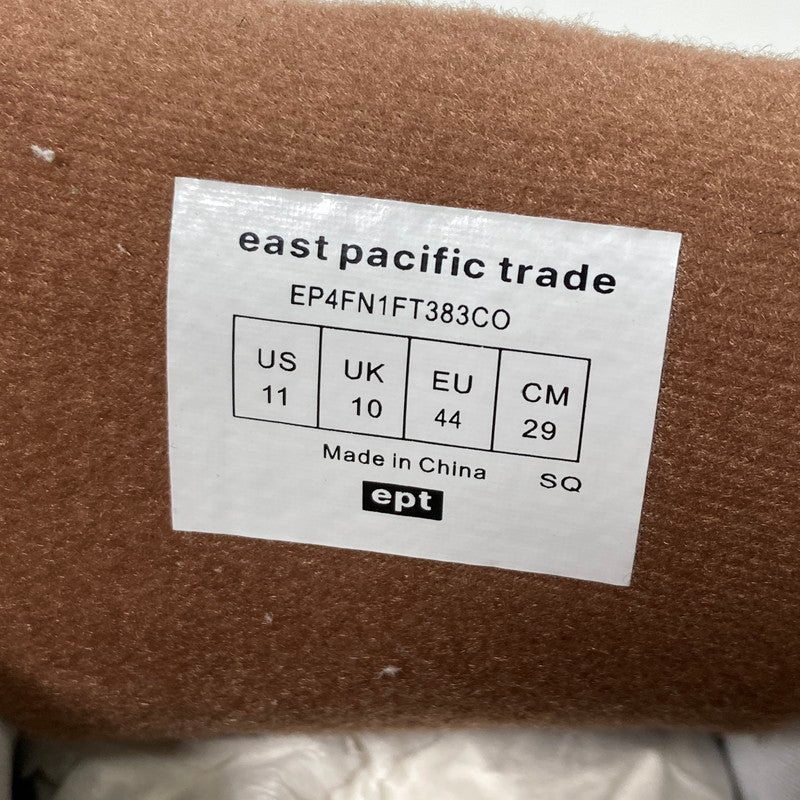 east pacific trade
EP4FN1FT383CO
US UK EU CM
11 10 44 29
Made in China SQ
ept